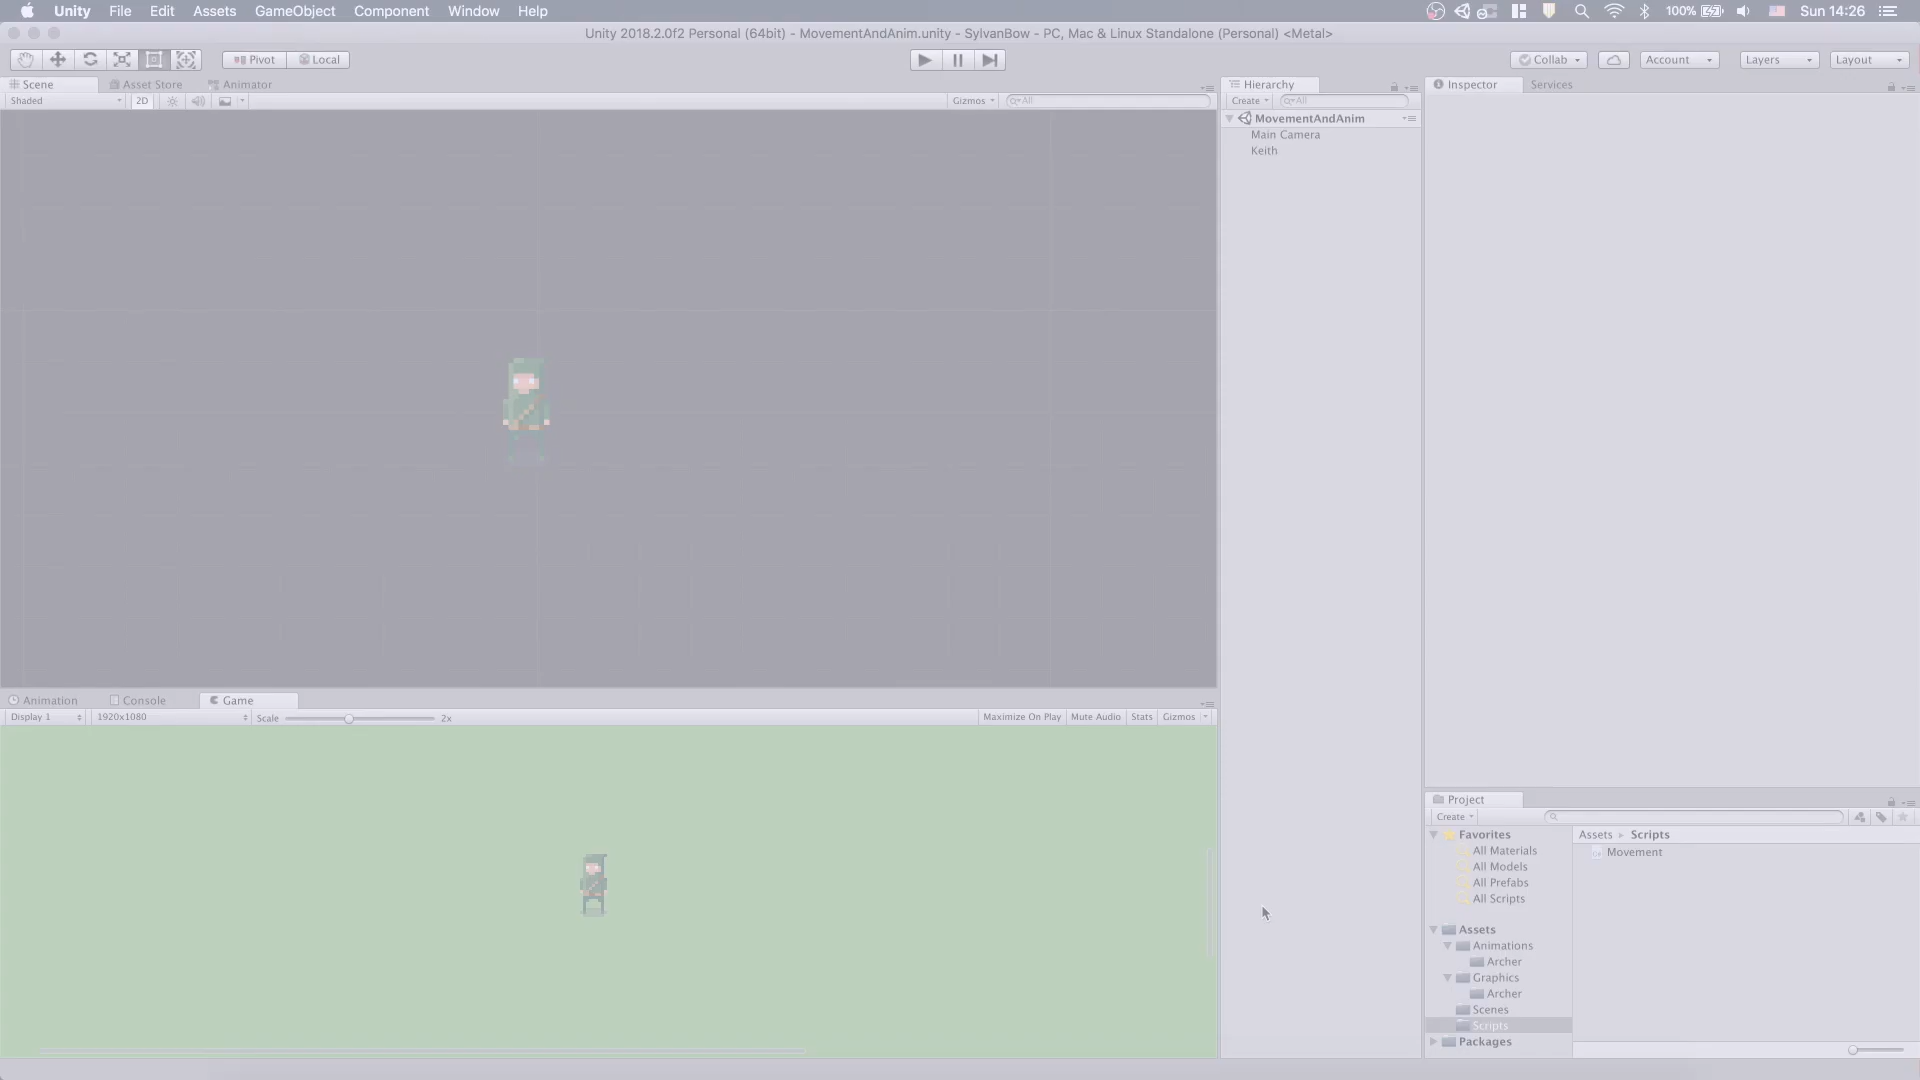 Unity File Edit Assets GameObject Component Window Help 100% Sun 14:26
Unity 2018.2.0f2 Personal (64bit) - MovementAndAnim.unity - SylvanBow - PC, Mac & Linux Standalone (Personal) <Metal>
Pivot Local Collab Account Layers Layout
Scene Asset Store Animator
Shaded 2D Gizmos All
Hierarchy
Create All
MovementAndAnim
Main Camera
Keith
Inspector Services
Animation Console Game
Display 1 1920x1080 Scale 2x Maximize On Play Mute Audio Stats Gizmos
Project
Create
Favorites
All Materials
All Models
All Prefabs
All Scripts
Assets
Animations
Archer
Graphics
Archer
Scenes
Scripts
Packages
Assets Scripts
Movement